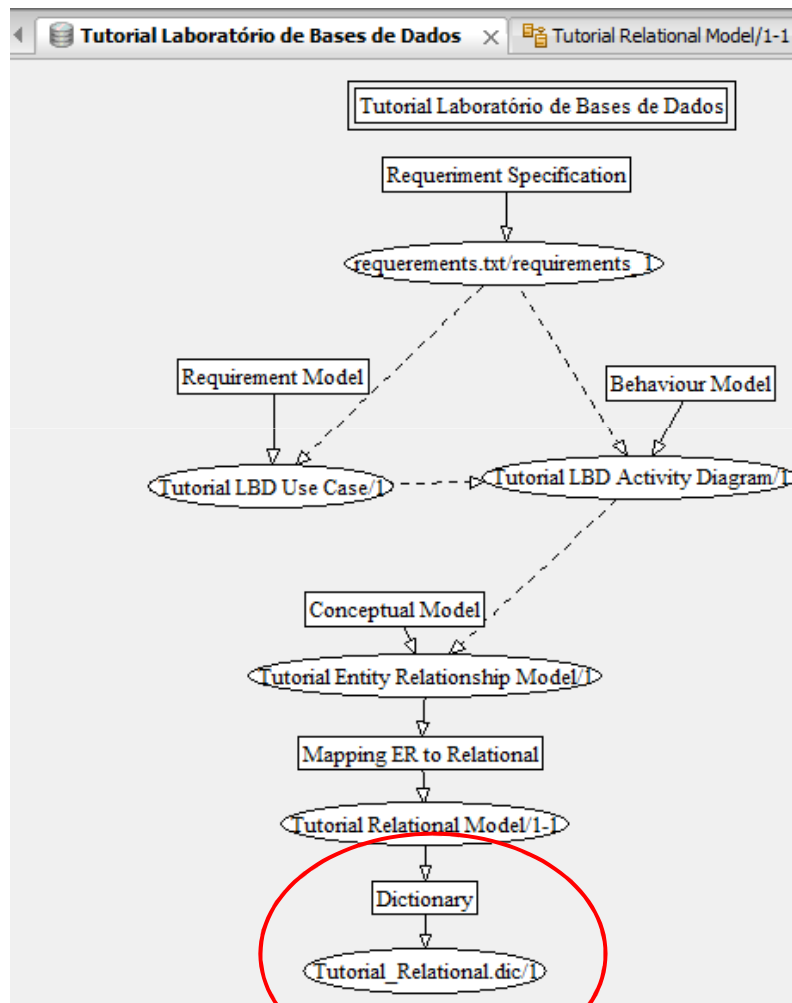 Tutorial Laboratório de Bases de Dados
Tutorial Relational Model/1-1
Tutorial Laboratório de Bases de Dados
Requeriment Specification
requerements.txt/requirements_1
Requirement Model
Behaviour Model
Tutorial LBD Use Case/1
Tutorial LBD Activity Diagram/1
Conceptual Model
Tutorial Entity Relationship Model/1
Mapping ER to Relational
Tutorial Relational Model/1-1
Dictionary
Tutorial_Relational.dic/1